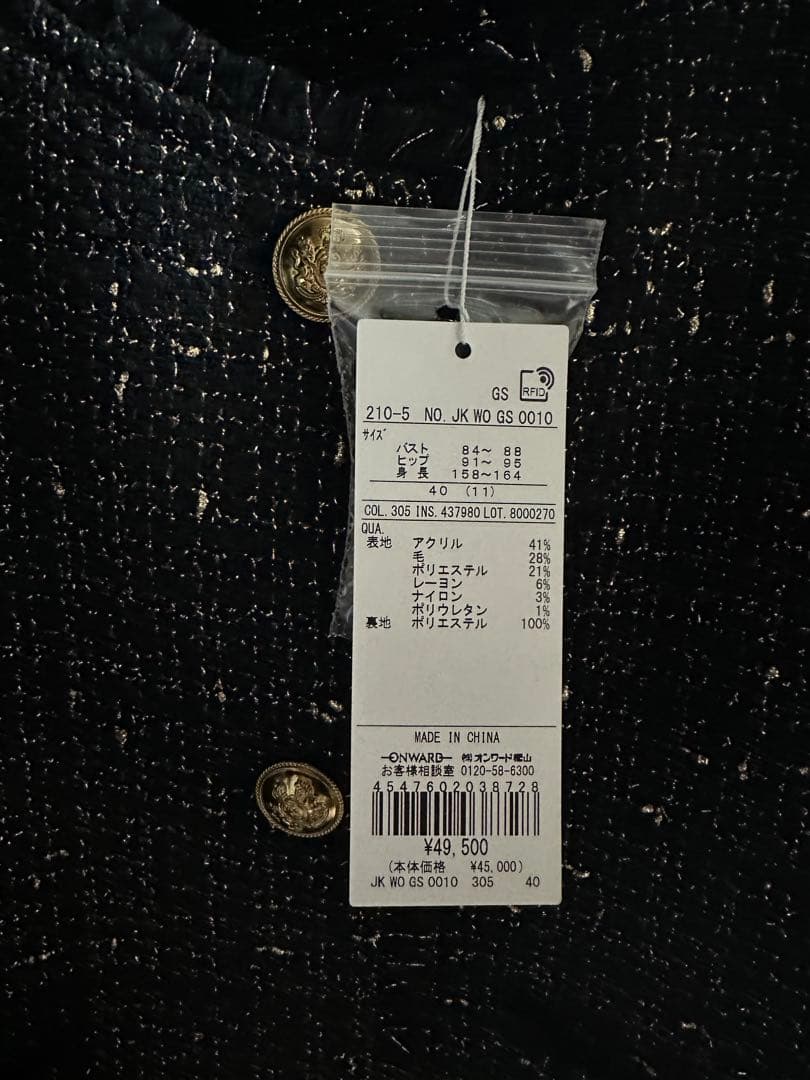 GS RFID
210-5 NO. JK WO GS 0010
サイズ
バスト 84～ 88
ヒップ 91～ 95
身長 158～164
40 (11)
COL. 305 INS. 437980 LOT. 8000270
QUA.
表地 アクリル 41%
毛 28%
ポリエステル 21%
レーヨン 6%
ナイロン 3%
ポリウレタン 1%
裏地 ポリエステル 100%
MADE IN CHINA
ONWARD ㈱オンワード樫山
お客様相談室 0120-58-6300
4547602038728
¥49,500
(本体価格 ¥45,000)
JK WO GS 0010 305 40